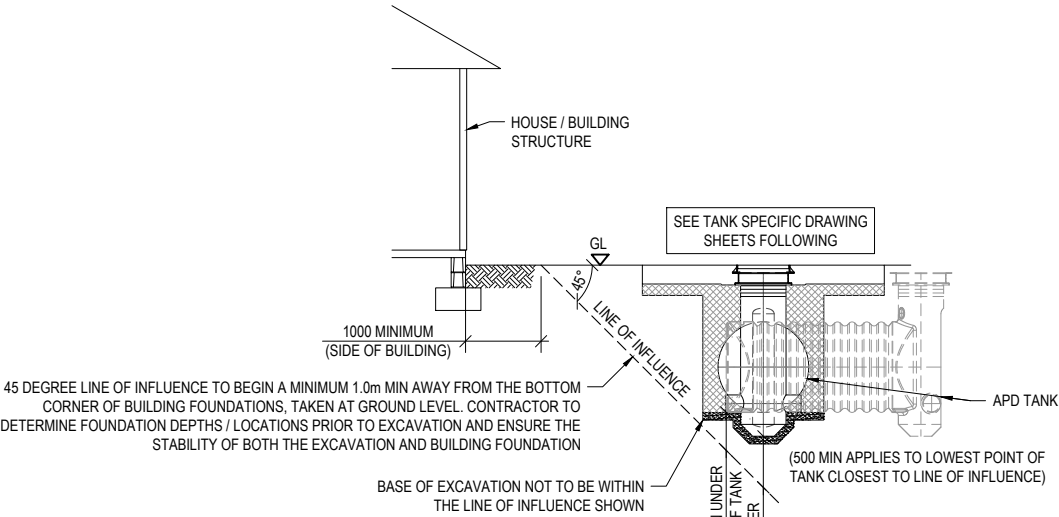 HOUSE / BUILDING
STRUCTURE
SEE TANK SPECIFIC DRAWING
SHEETS FOLLOWING
GL
45°
LINE OF INFLUENCE
1000 MINIMUM
(SIDE OF BUILDING)
45 DEGREE LINE OF INFLUENCE TO BEGIN A MINIMUM 1.0m MIN AWAY FROM THE BOTTOM
CORNER OF BUILDING FOUNDATIONS, TAKEN AT GROUND LEVEL. CONTRACTOR TO
DETERMINE FOUNDATION DEPTHS / LOCATIONS PRIOR TO EXCAVATION AND ENSURE THE
STABILITY OF BOTH THE EXCAVATION AND BUILDING FOUNDATION
APD TANK
(500 MIN APPLIES TO LOWEST POINT OF
TANK CLOSEST TO LINE OF INFLUENCE)
BASE OF EXCAVATION NOT TO BE WITHIN
THE LINE OF INFLUENCE SHOWN
UNDER
TANK